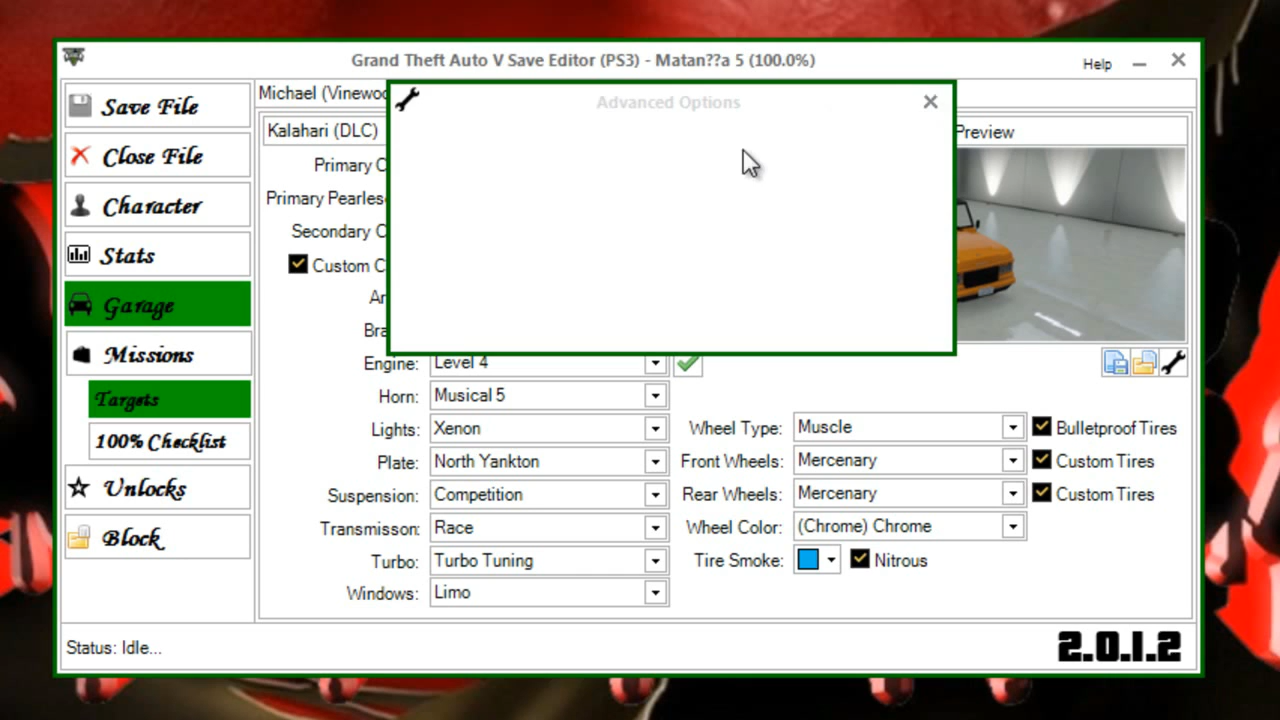 Grand Theft Auto V Save Editor (PS3) - Matan??a 5 (100.0%)
Help
Save File
Close File
Character
Stats
Garage
Missions
Targets
100% Checklist
Unlocks
Block
Michael (Vinewoo
Advanced Options
Kalahari (DLC)
Preview
Primary C
Primary Pearles
Secondary C
Custom C
Ar
Bra
Engine: Level 4
Horn: Musical 5
Lights: Xenon
Plate: North Yankton
Suspension: Competition
Transmisson: Race
Turbo: Turbo Tuning
Windows: Limo
Wheel Type: Muscle Bulletproof Tires
Front Wheels: Mercenary Custom Tires
Rear Wheels: Mercenary Custom Tires
Wheel Color: (Chrome) Chrome
Tire Smoke: Nitrous
Status: Idle...
2.0.1.2